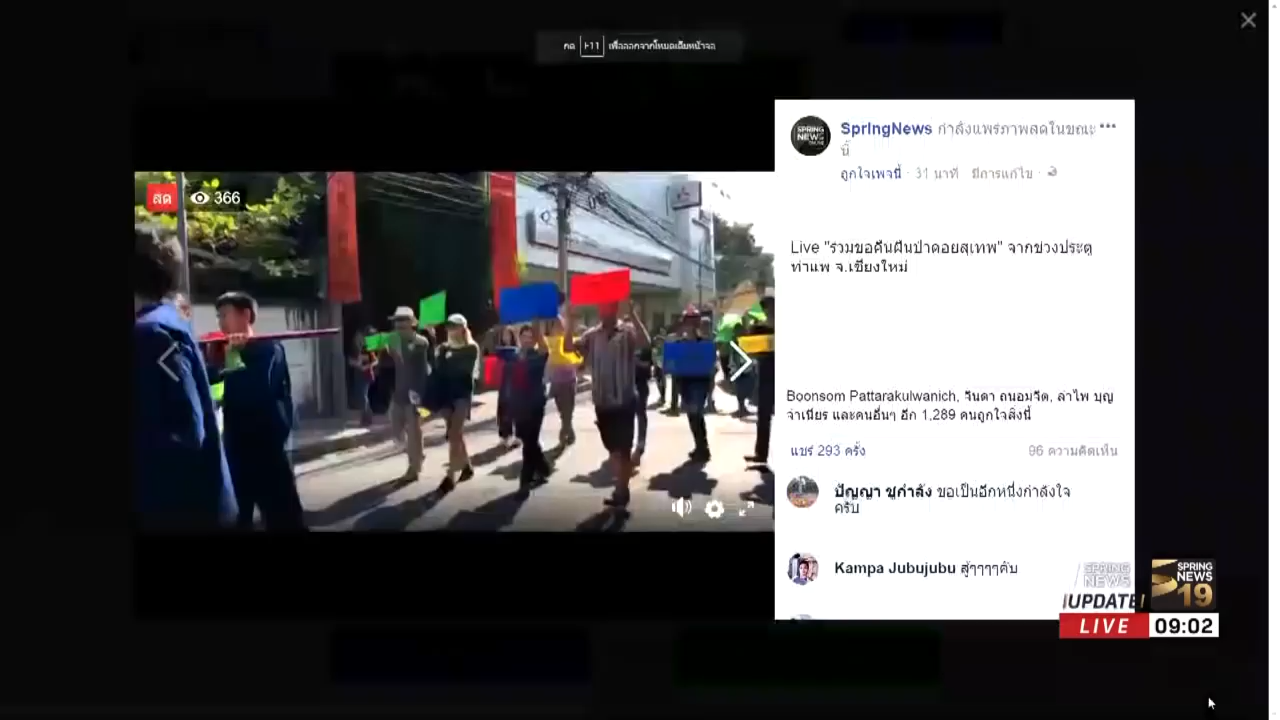 กด F11 เพื่อออกจากโหมดเต็มหน้าจอ
สด 366
SPRING
NEWS
ONLINE
SpringNews กำลังแพร่ภาพสดในขณะ
นี้
ถูกใจเพจนี้ · 31 นาที · มีการแก้ไข ·
Live "รวมขอคืนผืนป่าดอยสุเทพ" จากข่วงประตู
ท่าแพ จ.เชียงใหม่
Boonsom Pattarakulwanich, จินดา ถนอมจิต, ลำไพ บุญ
จำเนียร และคนอื่นๆ อีก 1,289 คนถูกใจสิ่งนี้
แชร์ 293 ครั้ง
96 ความคิดเห็น
ปัญญา ชูกำลัง ขอเป็นอีกหนึ่งกำลังใจ
ครับ
Kampa Jubujubu สู้ๆๆๆๆคับ
SPRING
NEWS
UPDATE
SPRING
NEWS
19
LIVE 09:02